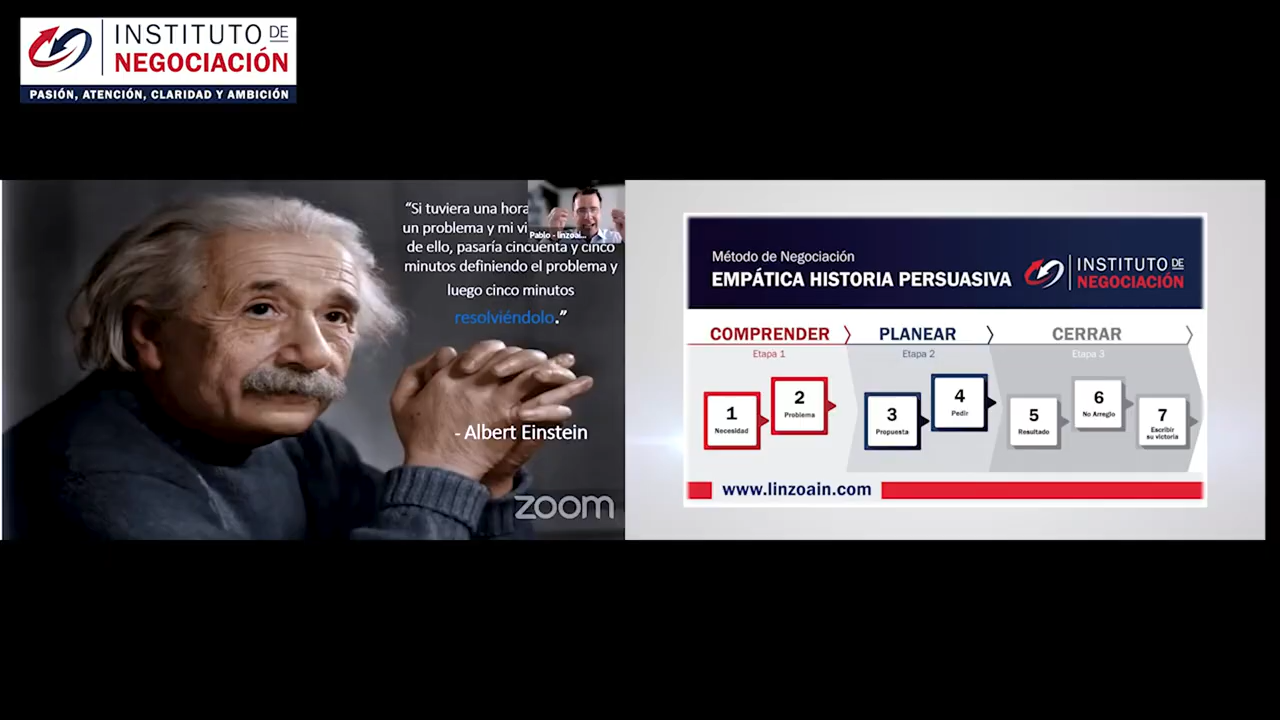 INSTITUTO DE
NEGOCIACIÓN
PASIÓN, ATENCIÓN, CLARIDAD Y AMBICIÓN
“Si tuviera una hora
un problema y mi vi
de ello, pasaría cincuenta y cinco
minutos definiendo el problema y
luego cinco minutos
resolviéndolo.”
- Albert Einstein
Pablo - linzoai...
zoom
Método de Negociación
EMPÁTICA HISTORIA PERSUASIVA
INSTITUTO DE
NEGOCIACIÓN
COMPRENDER
PLANEAR
CERRAR
Etapa 1
Etapa 2
Etapa 3
1
Necesidad
2
Problema
3
Propuesta
4
Pedir
5
Resultado
6
No Arreglo
7
Escribir
su victoria
www.linzoain.com